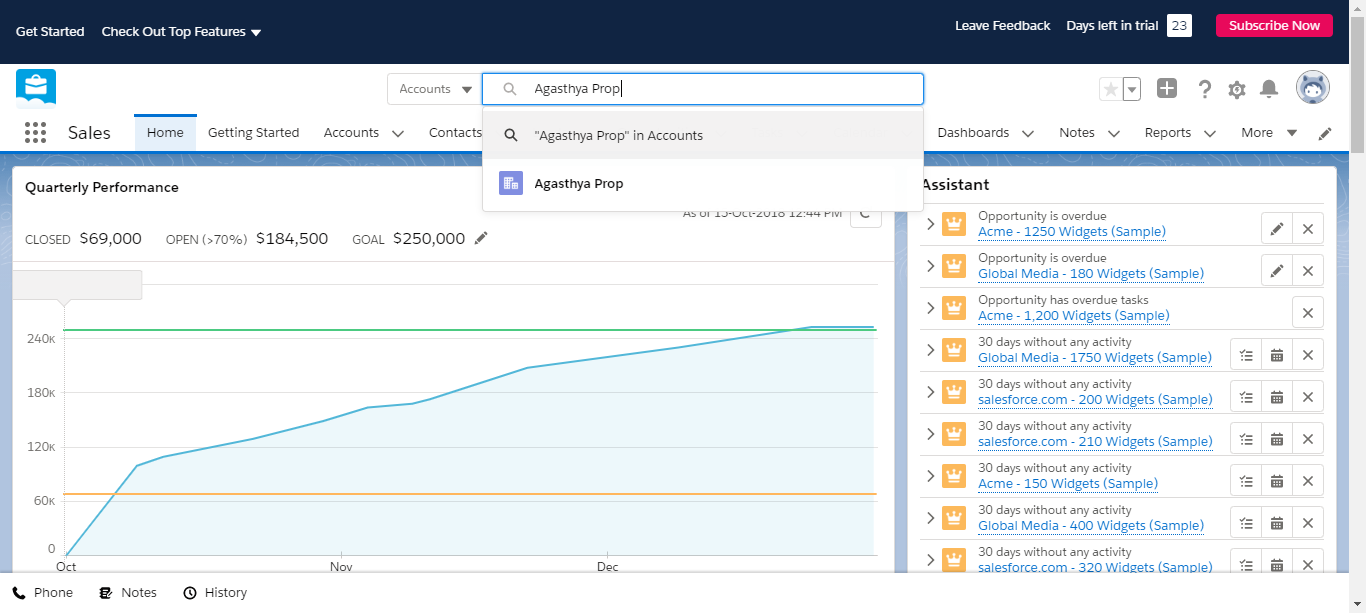 Get Started
Check Out Top Features
Leave Feedback
Days left in trial 23
Subscribe Now
Accounts
Agasthya Prop
"Agasthya Prop" in Accounts
Agasthya Prop
Sales
Home
Getting Started
Accounts
Contacts
Dashboards
Notes
Reports
More
Quarterly Performance
As of 15-Oct-2018 12:44 PM
CLOSED $69,000
OPEN (>70%) $184,500
GOAL $250,000
240K
180K
120K
60K
0
Oct
Nov
Dec
Assistant
Opportunity is overdue
Acme - 1250 Widgets (Sample)
Opportunity is overdue
Global Media - 180 Widgets (Sample)
Opportunity has overdue tasks
Acme - 1,200 Widgets (Sample)
30 days without any activity
Global Media - 1750 Widgets (Sample)
30 days without any activity
salesforce.com - 200 Widgets (Sample)
30 days without any activity
salesforce.com - 210 Widgets (Sample)
30 days without any activity
Acme - 150 Widgets (Sample)
30 days without any activity
Global Media - 400 Widgets (Sample)
30 days without any activity
salesforce.com - 320 Widgets (Sample)
Phone
Notes
History